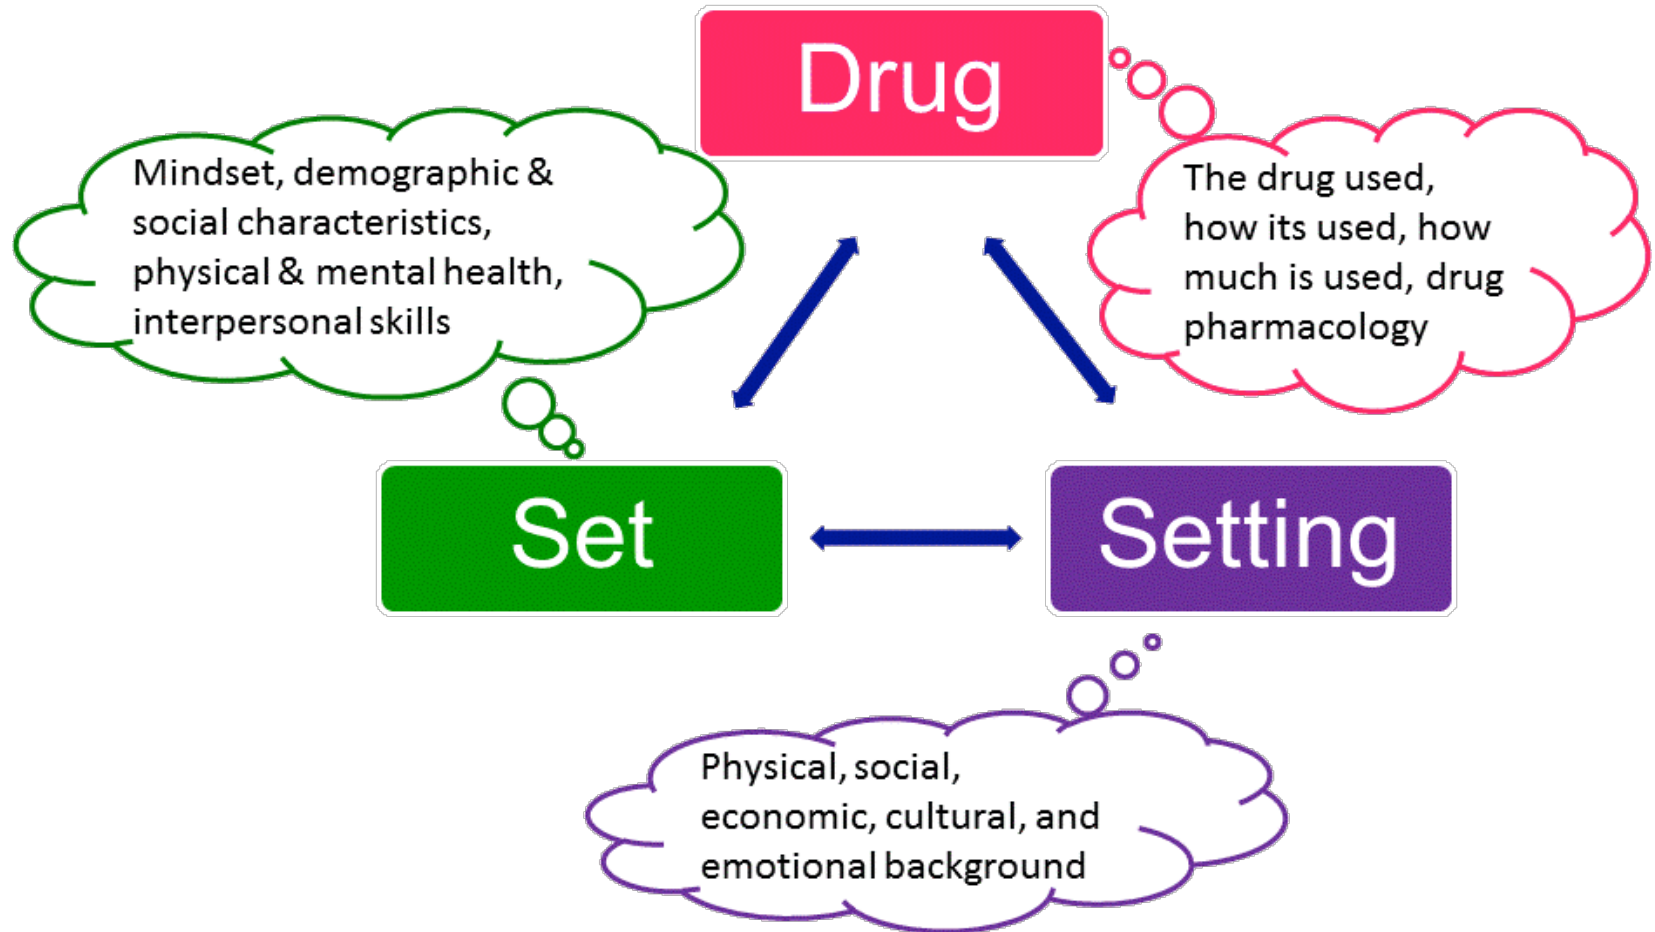 Drug
Mindset, demographic &
social characteristics,
physical & mental health,
interpersonal skills
The drug used,
how its used, how
much is used, drug
pharmacology
Set
Setting
Physical, social,
economic, cultural, and
emotional background